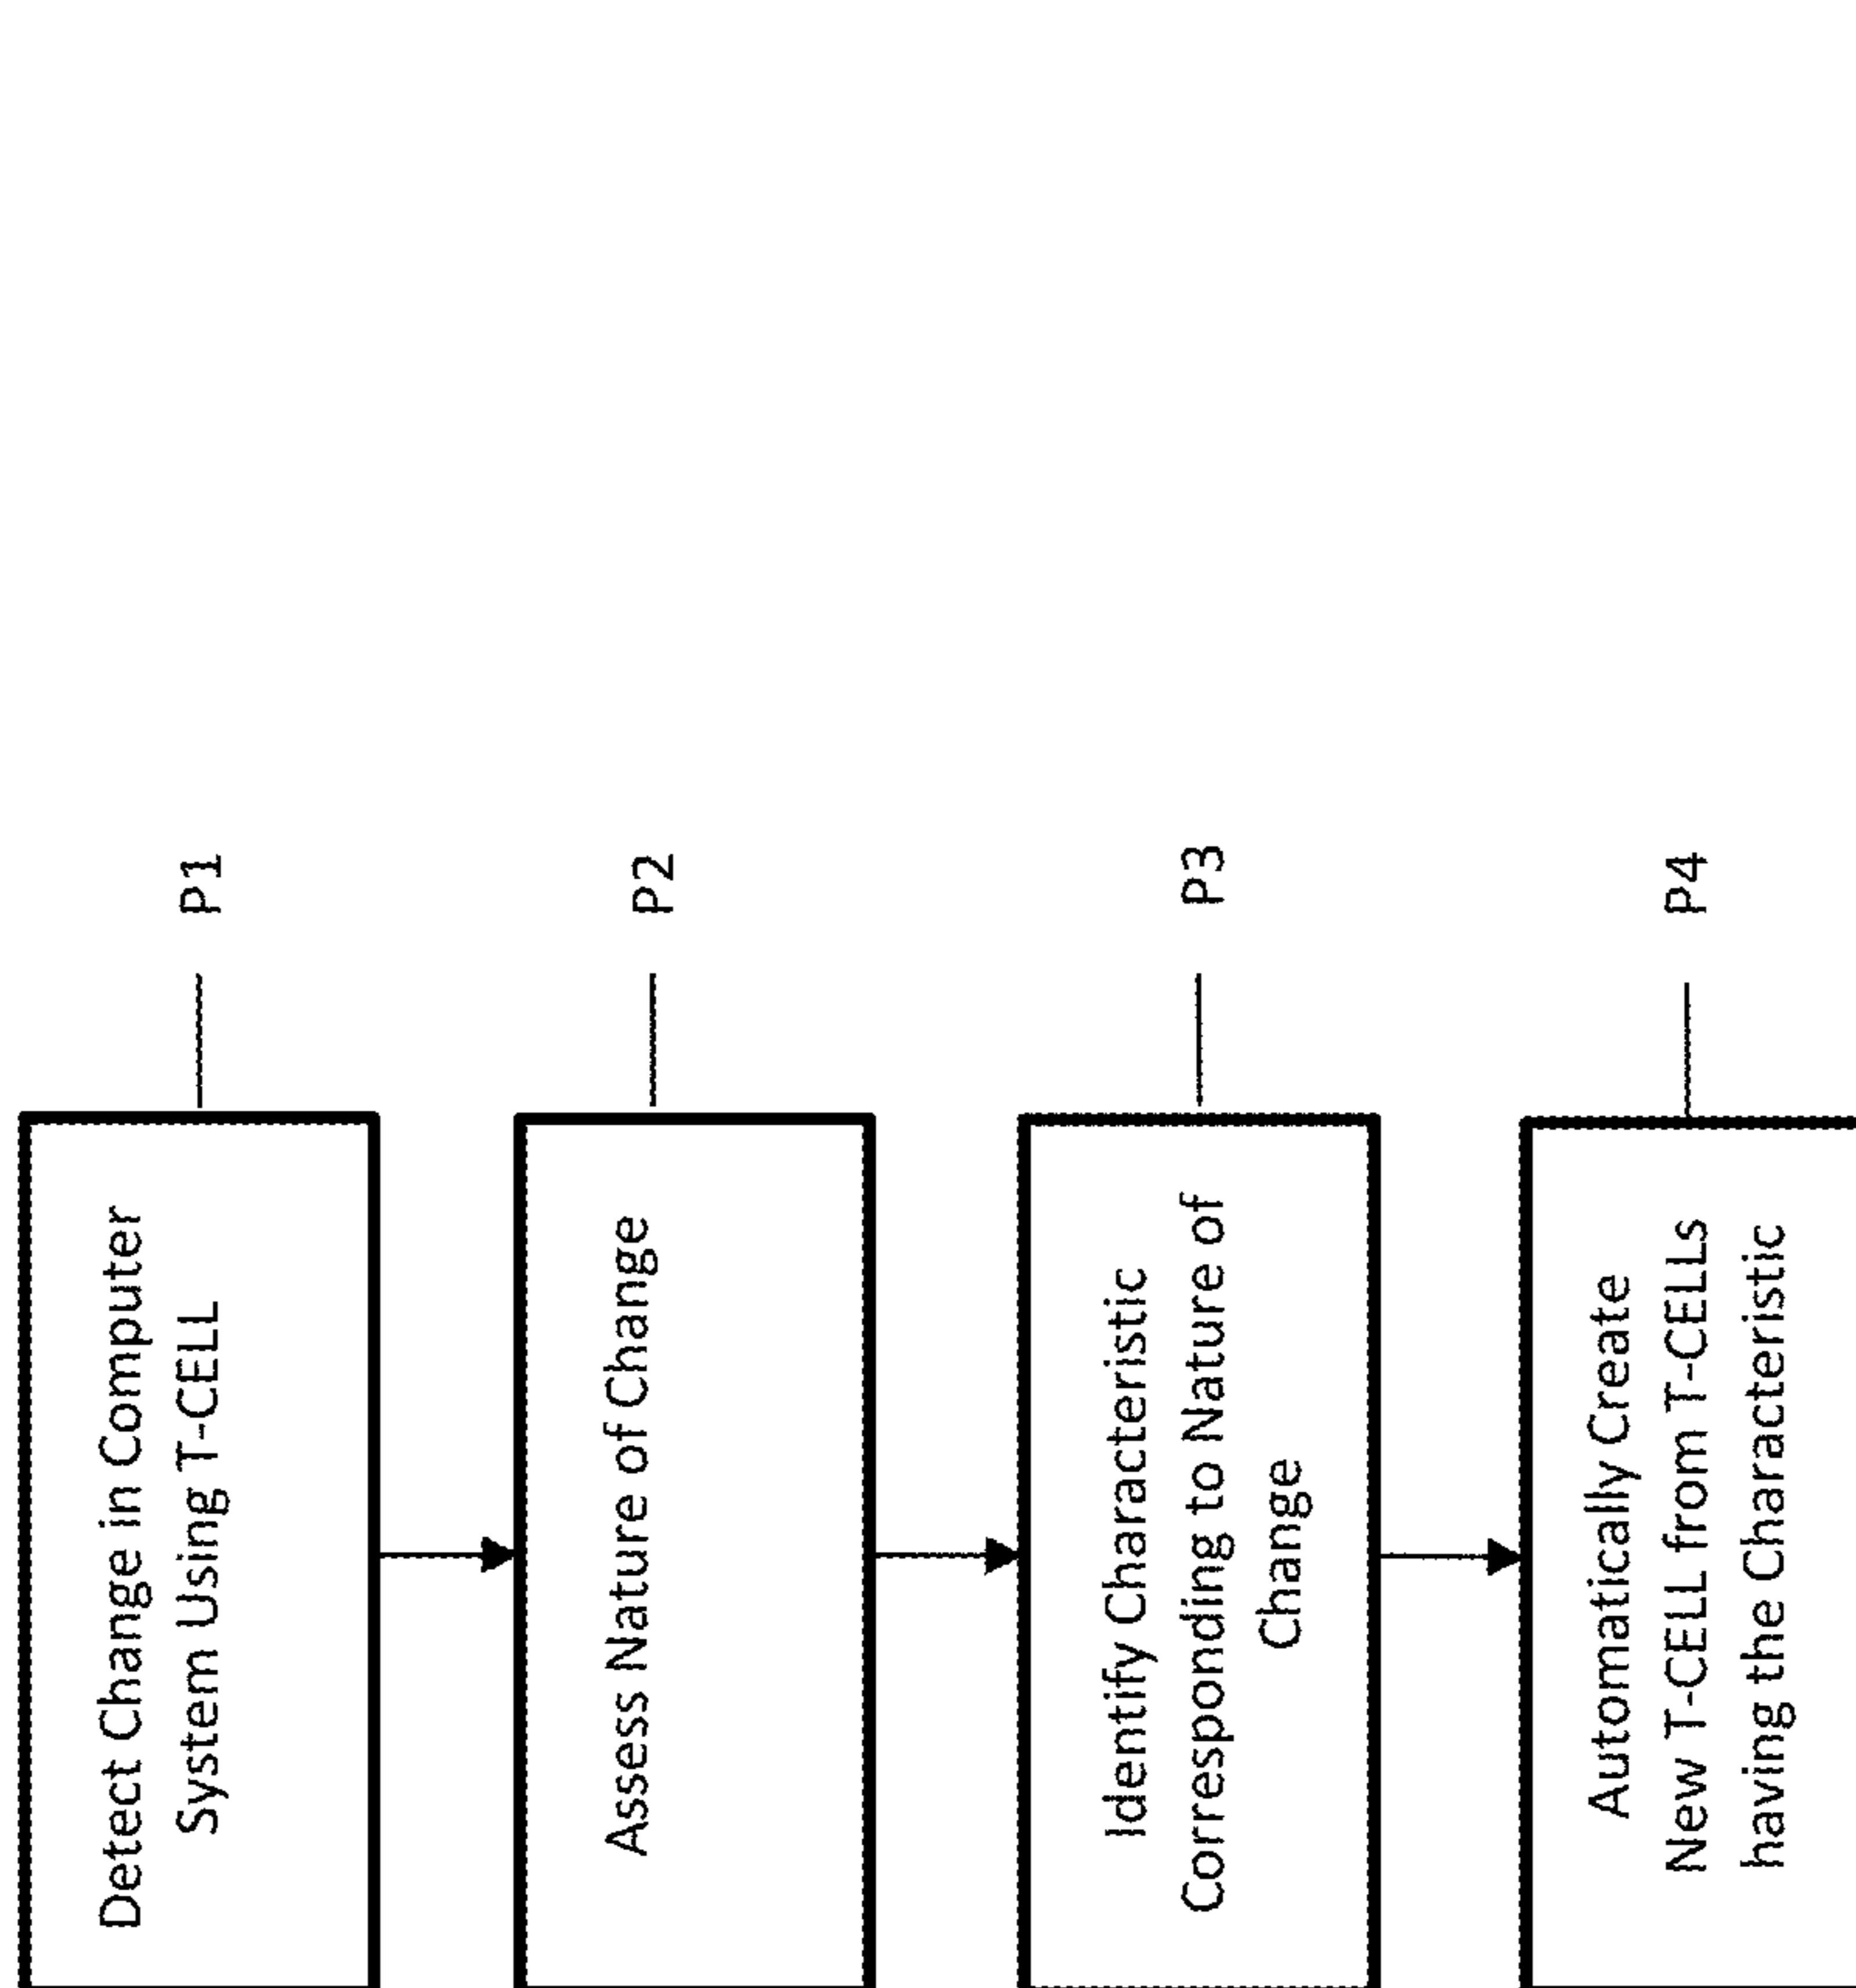 Detect Change in Computer
System Using T-CELL
P1
Assess Nature of Change
P2
Identify Characteristic
Corresponding to Nature of
Change
P3
Automatically Create
New T-CELL from T-CELLs
having the Characteristic
P4